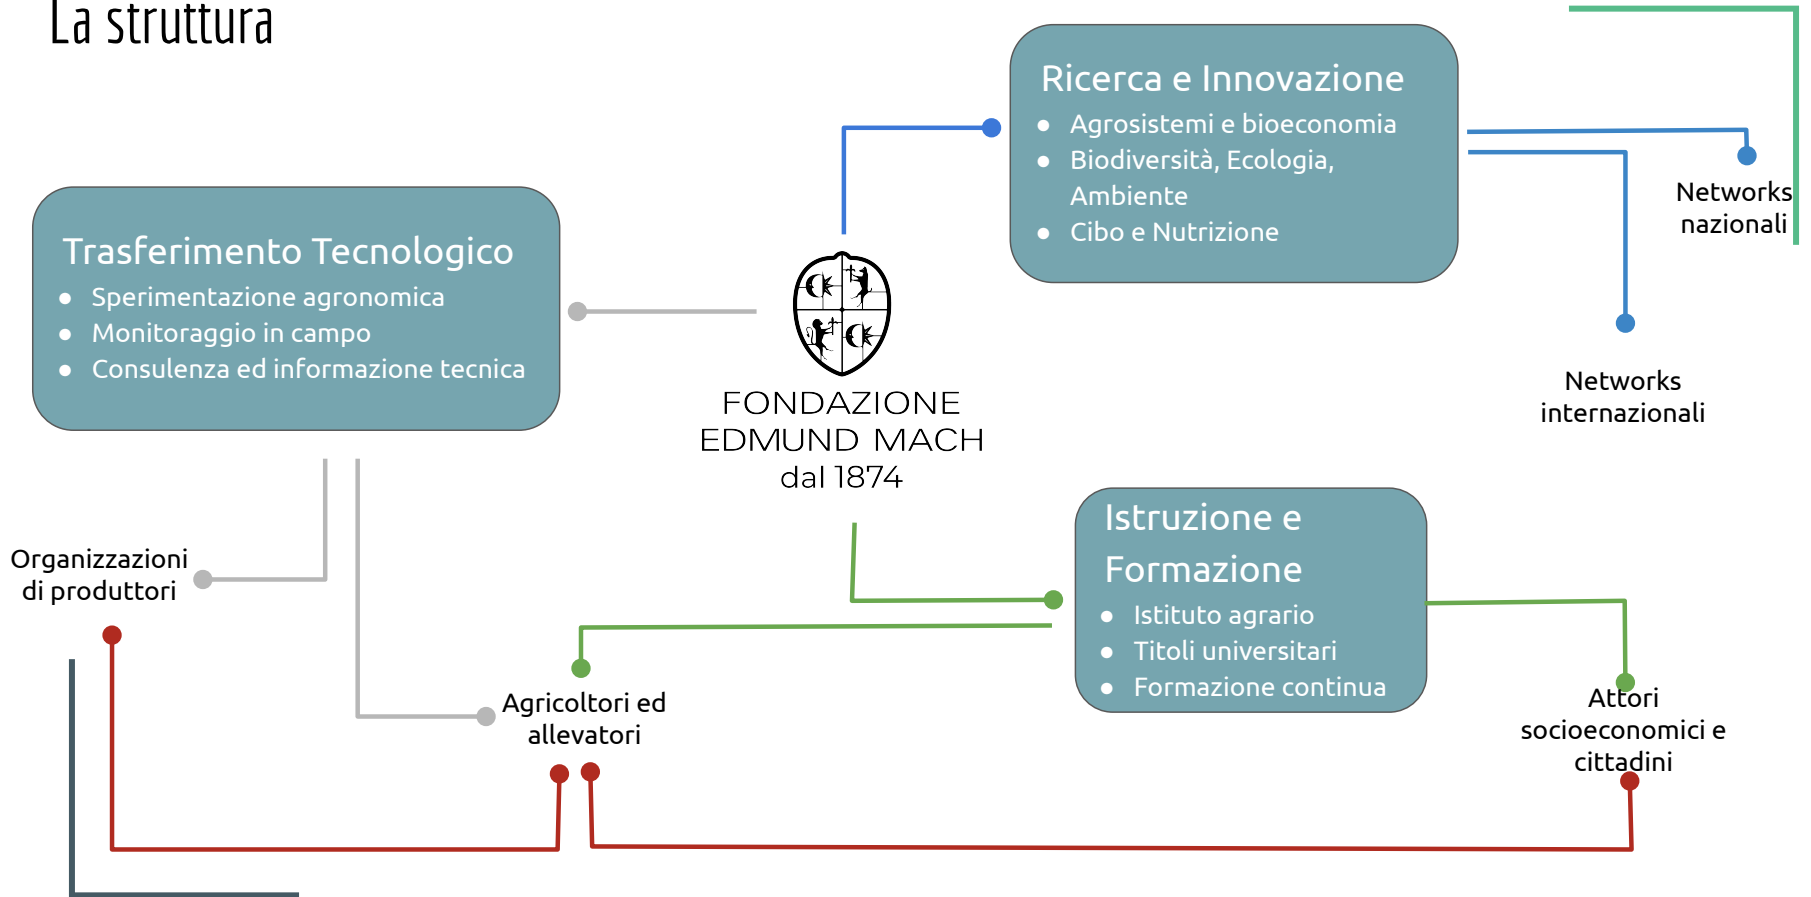 La struttura
Ricerca e Innovazione
● Agrosistemi e bioeconomia
● Biodiversità, Ecologia,
Ambiente
● Cibo e Nutrizione
Networks
nazionali
Networks
internazionali
Trasferimento Tecnologico
● Sperimentazione agronomica
● Monitoraggio in campo
● Consulenza ed informazione tecnica
FONDAZIONE
EDMUND MACH
dal 1874
Istruzione e
Formazione
● Istituto agrario
● Titoli universitari
● Formazione continua
Organizzazioni
di produttori
Agricoltori ed
allevatori
Attori
socioeconomici e
cittadini